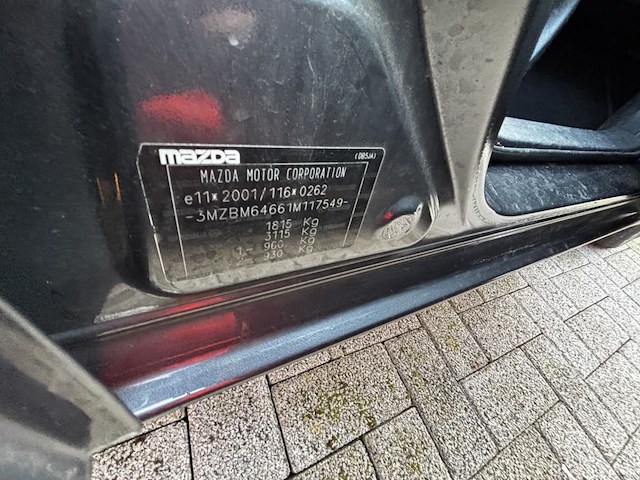 mazda (DB5JA)
MAZDA MOTOR CORPORATION
e11*2001/116*0262
-3MZBM64661M117549-
1815 Kg
3115 Kg
1- 960 Kg
2- 930 Kg